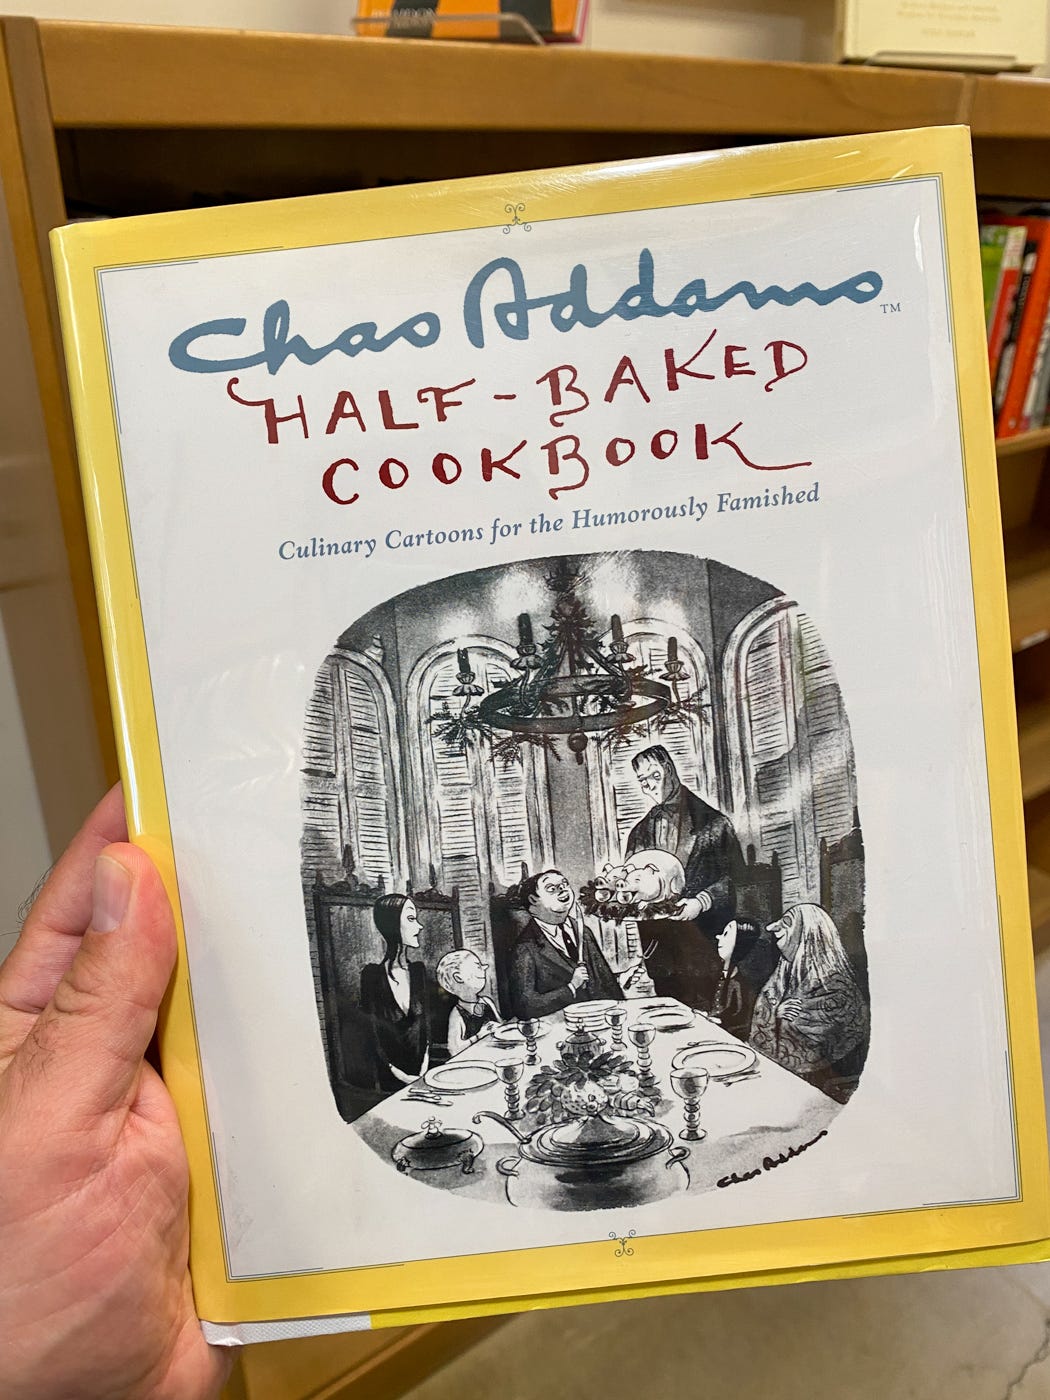 Chas Addams™
HALF-BAKED
COOKBOOK
Culinary Cartoons for the Humorously Famished
Chas Addams